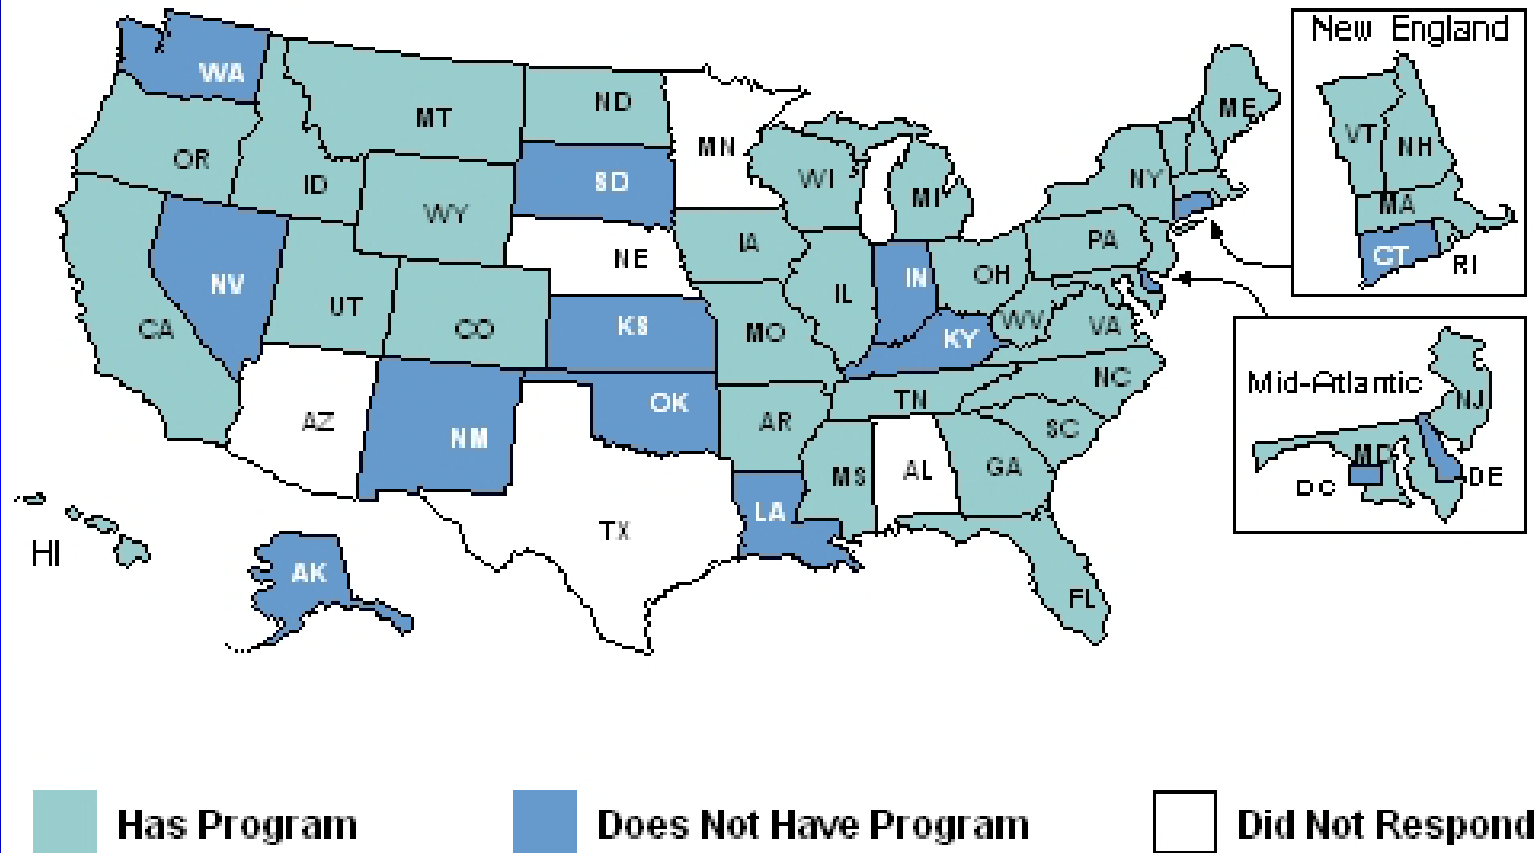 New England
WA
MT
ND
MN
ME
VT
NH
OR
ID
SD
WI
MI
NY
WY
MA
IA
PA
NE
CT
RI
NV
UT
IL
IN
OH
CA
CO
KS
MO
KY
WV
VA
Mid-Atlantic
NC
NJ
AZ
NM
OK
AR
TN
SC
MS
AL
GA
MD
DC
DE
LA
TX
HI
AK
FL
Has Program
Does Not Have Program
Did Not Respond